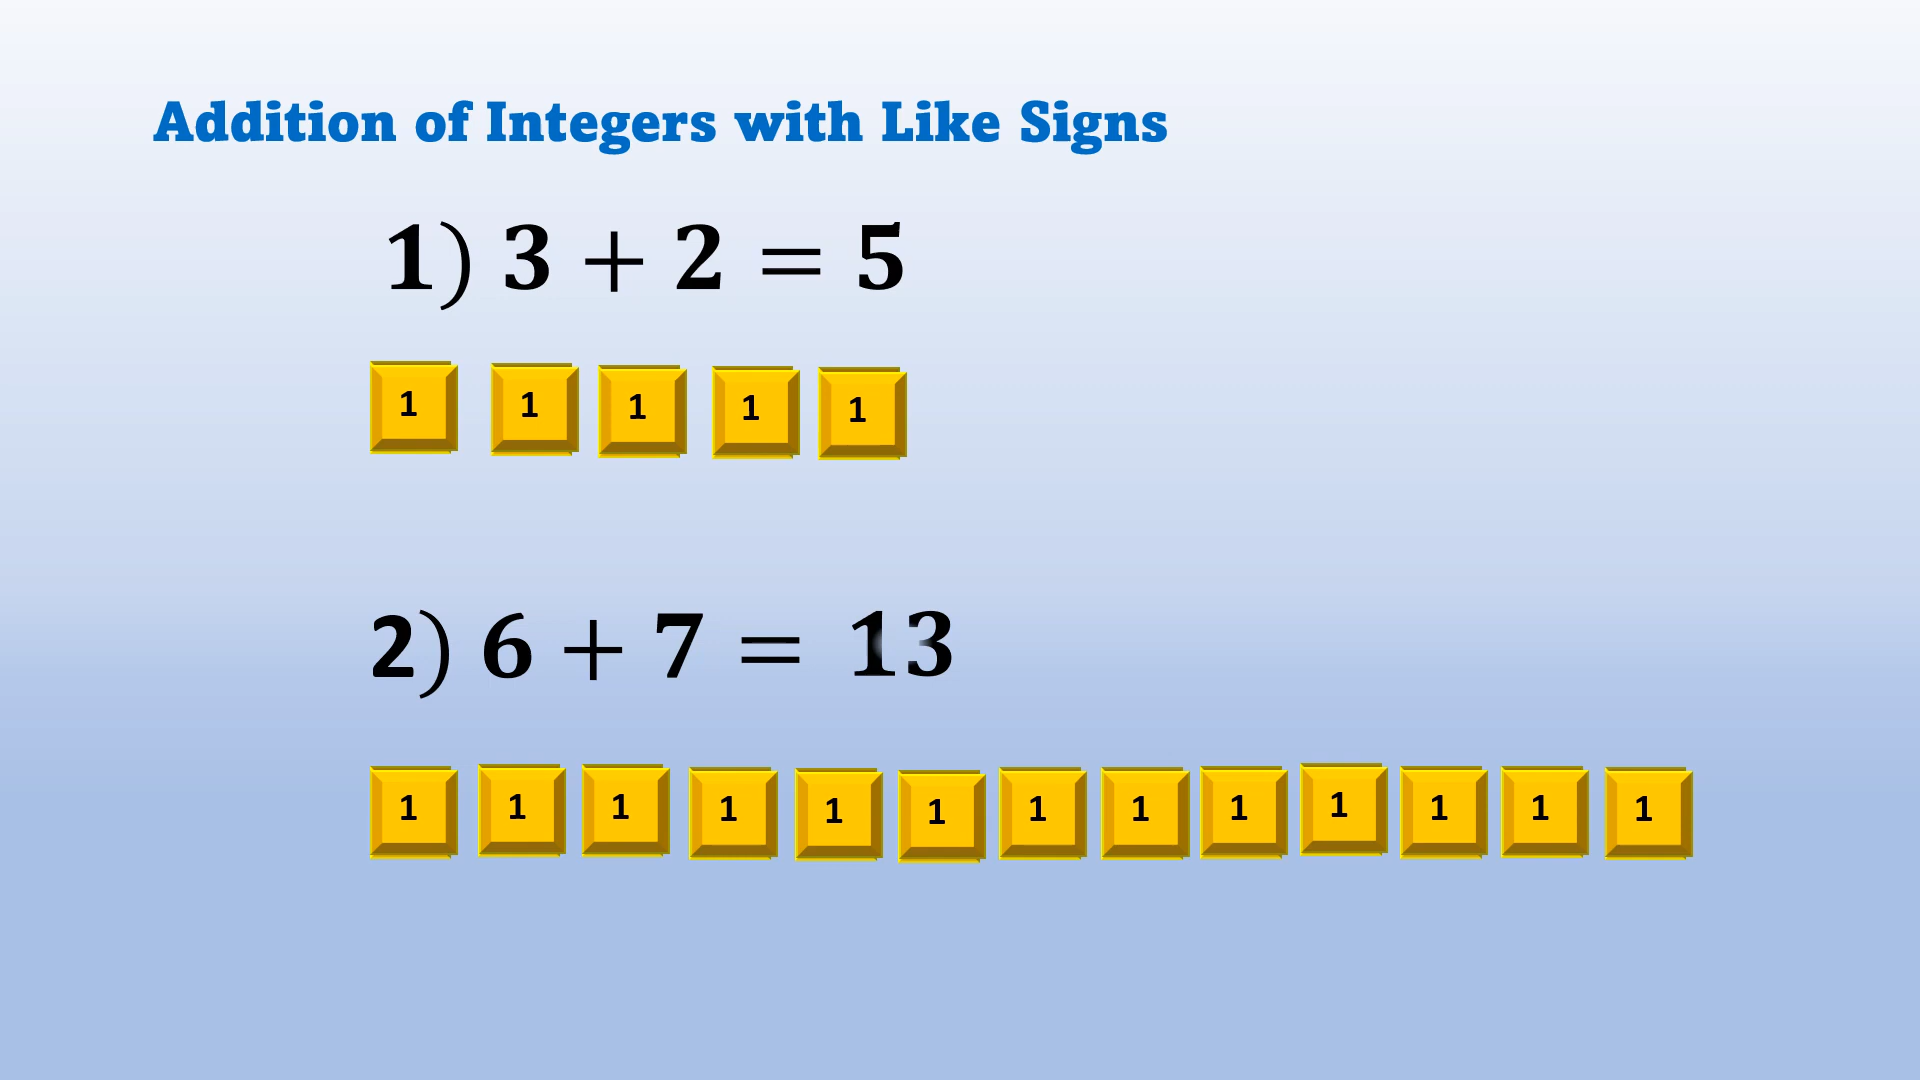 Addition of Integers with Like Signs
1) 3 + 2 = 5
1 1 1 1 1
2) 6 + 7 = 13
1 1 1 1 1 1 1 1 1 1 1 1 1